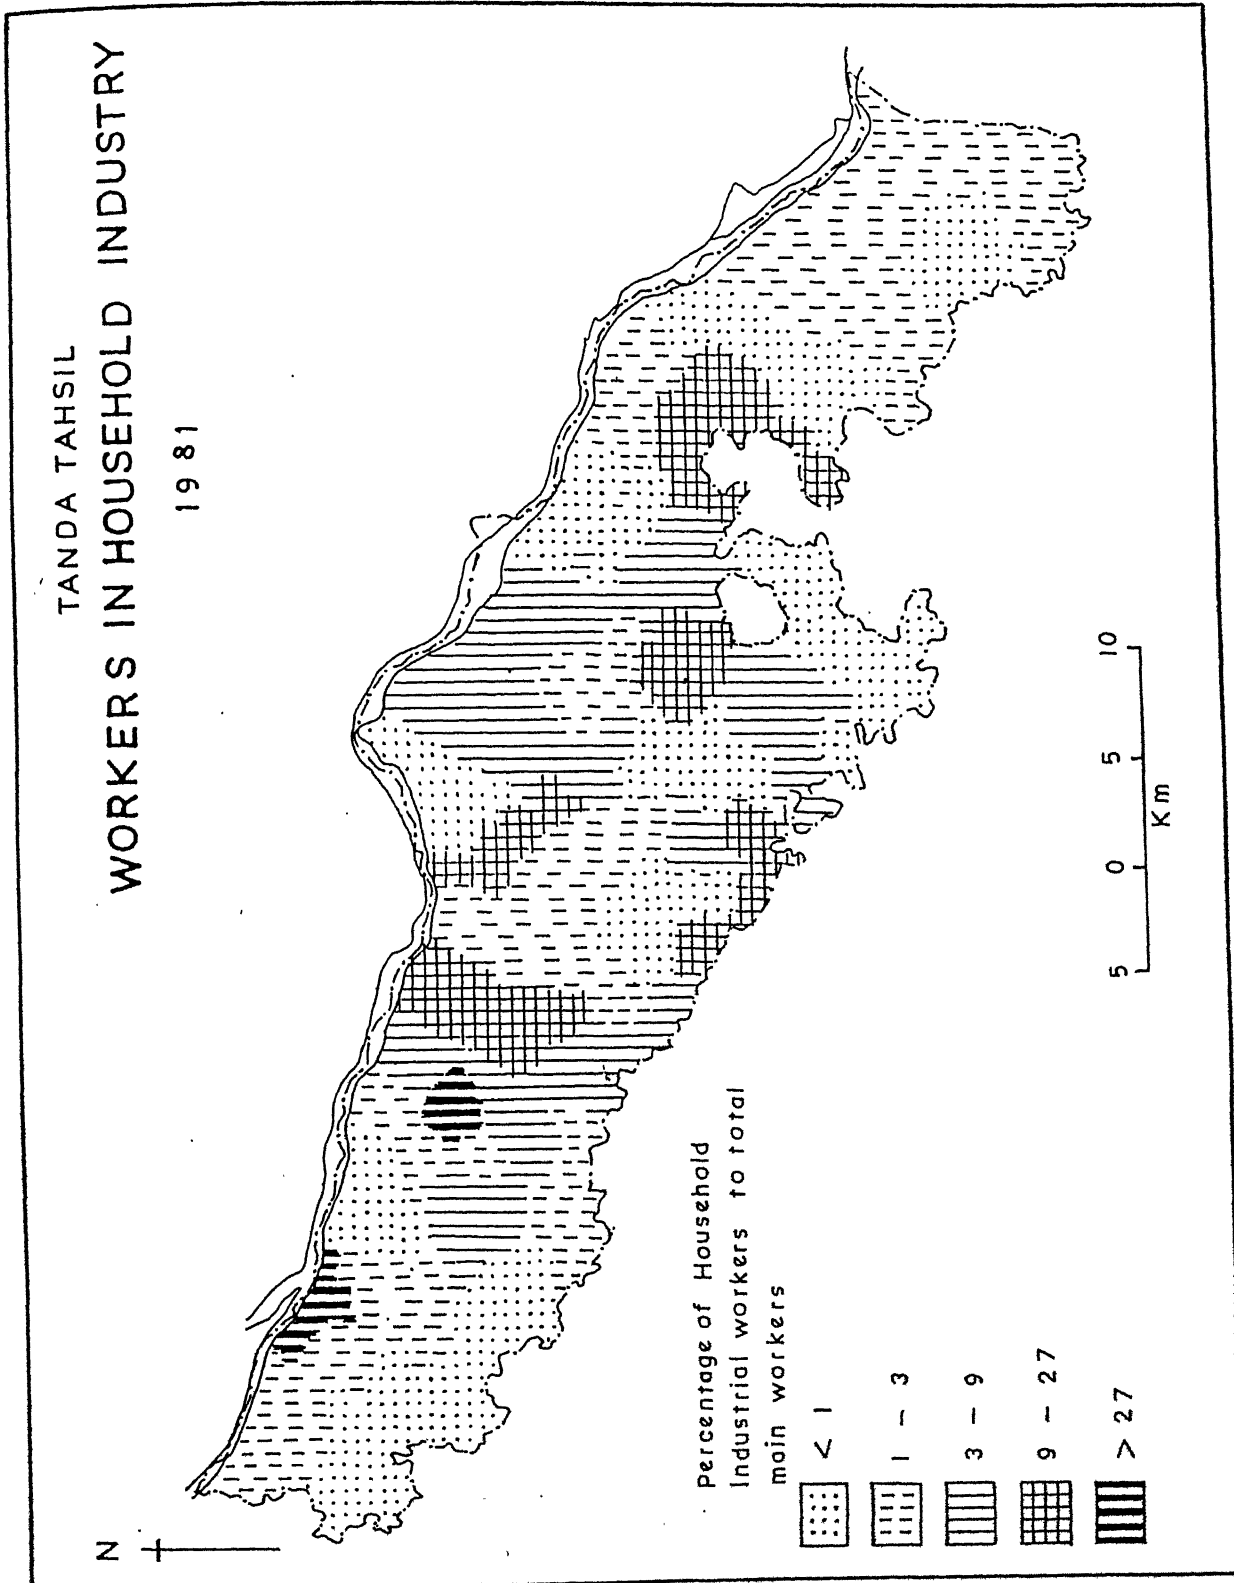 TANDA TAHSIL
WORKERS IN HOUSEHOLD INDUSTRY
1981
N
Percentage of Household
Industrial workers to total
main workers
< 1
1 – 3
3 – 9
9 – 27
> 27
5 0 5 10
Km